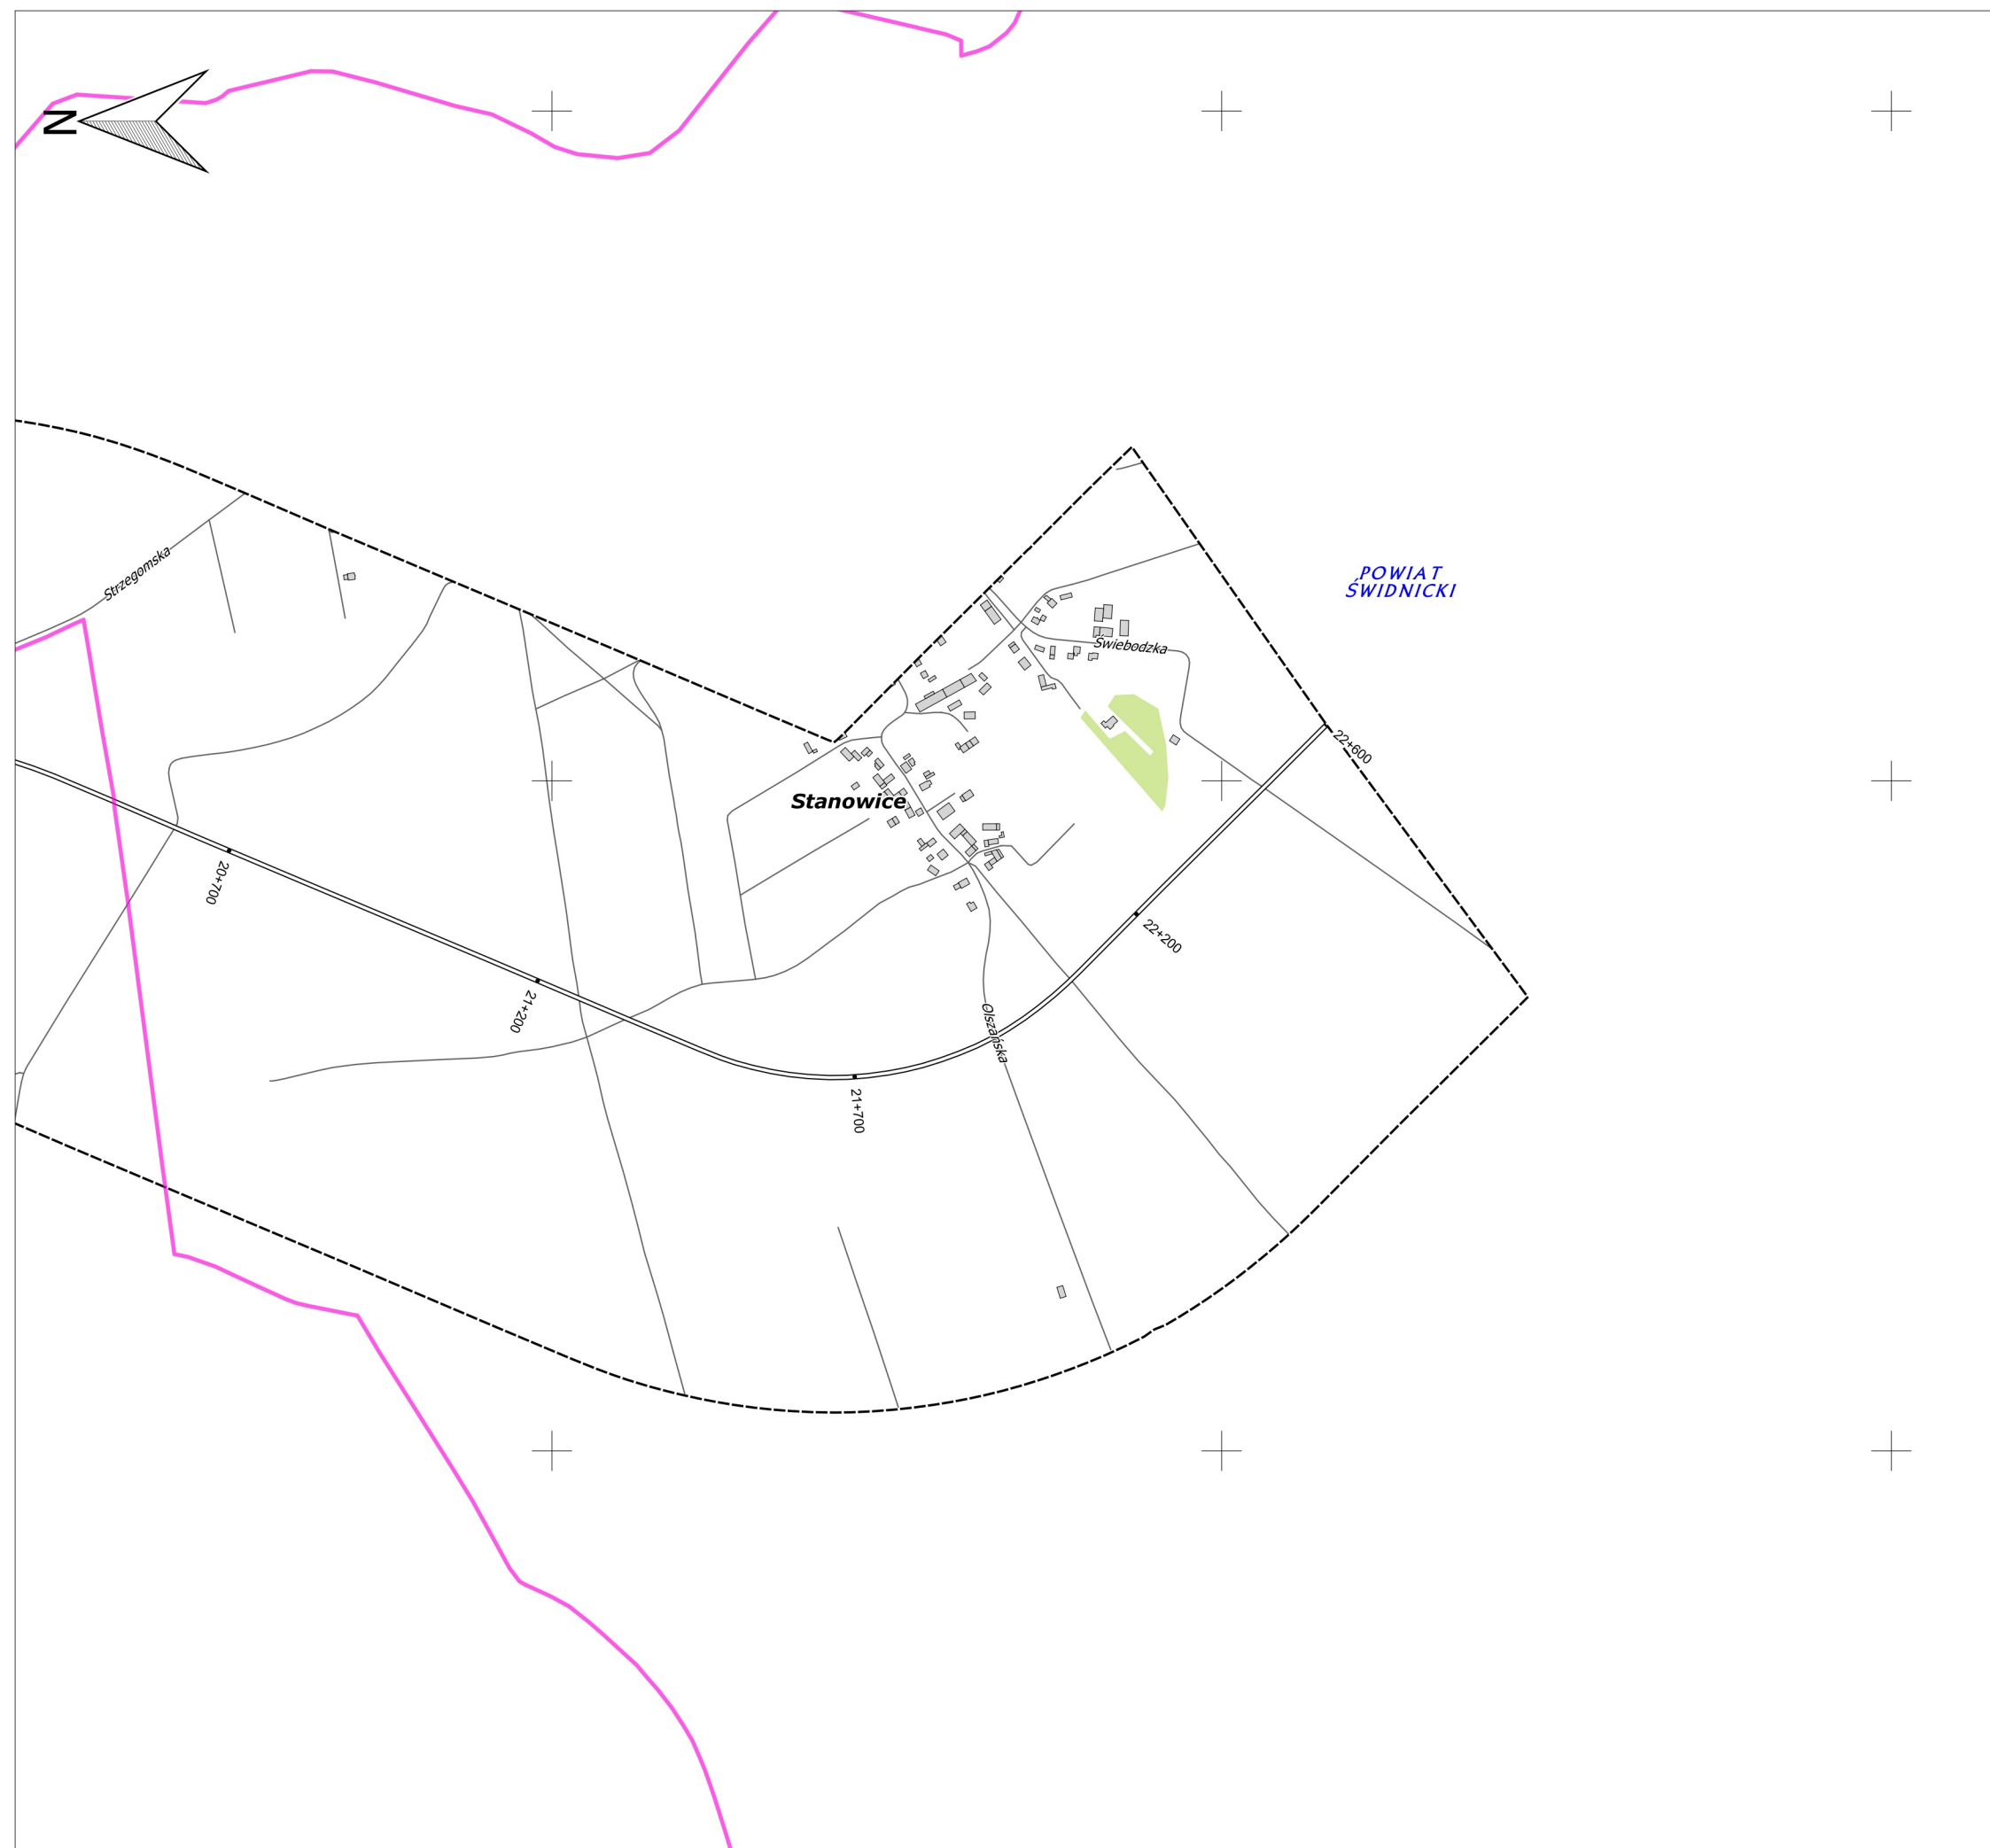 N
Strzegomska
POWIAT
ŚWIDNICKI
Świebodzka
22+600
Stanowice
20+700
22+200
21+200
Olszańska
21+700